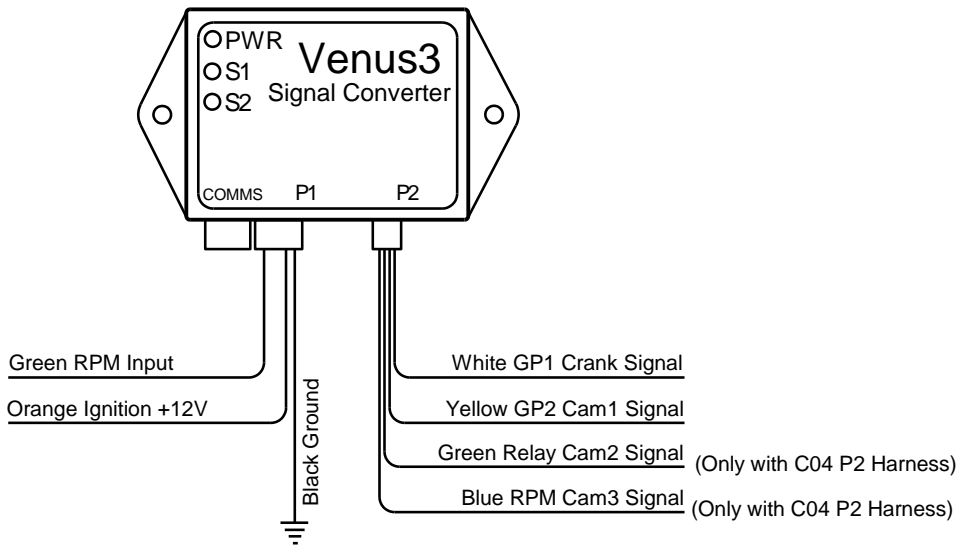 PWR
Venus3
S1
Signal Converter
S2
COMMS
P1
P2
Green RPM Input
White GP1 Crank Signal
Orange Ignition +12V
Black Ground
Yellow GP2 Cam1 Signal
Green Relay Cam2 Signal (Only with C04 P2 Harness)
Blue RPM Cam3 Signal (Only with C04 P2 Harness)